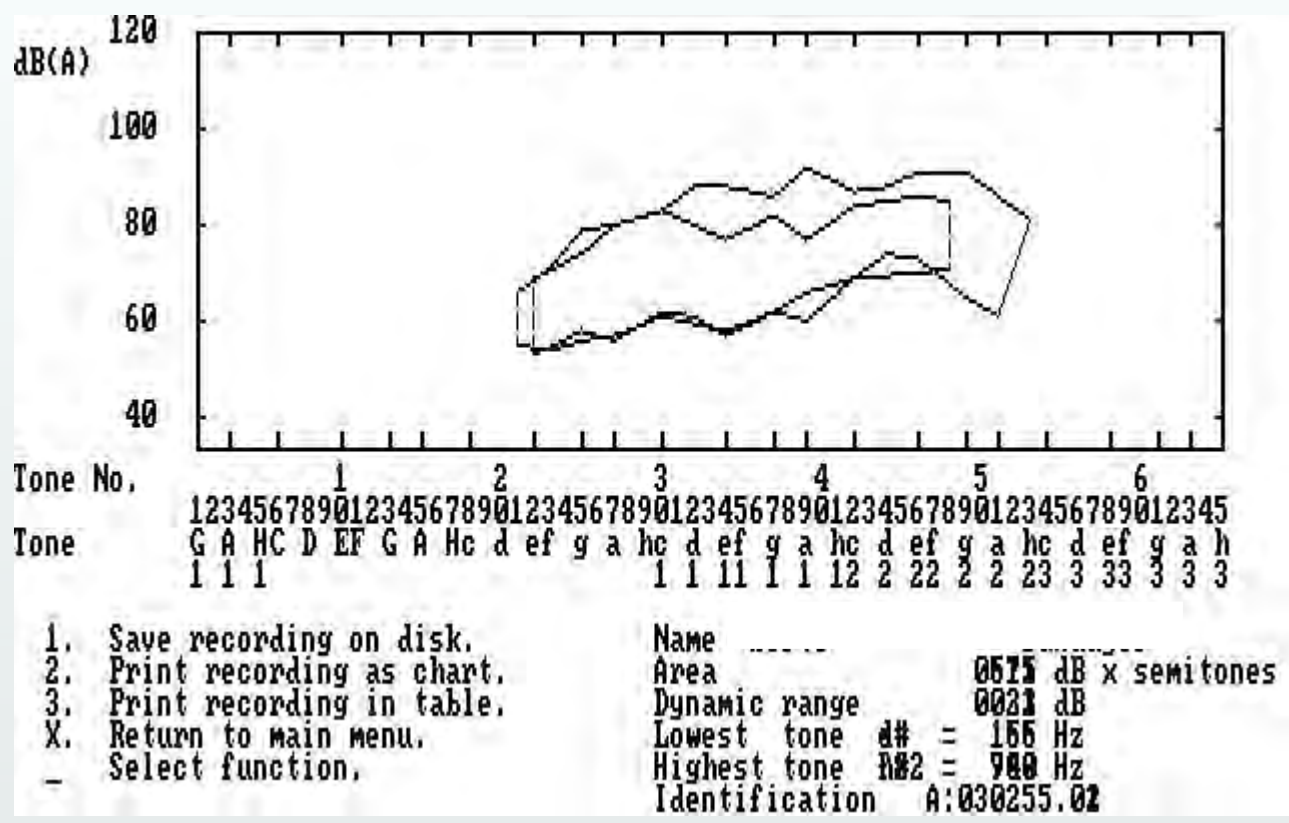 120
dB(A)
100
80
60
40
Tone No. 1 2 3 4 5 6
12345678901234567890123456789012345678901234567890123456789012345
Tone G A HC D EF G A Hc d ef g a hc d ef g a hc d ef g a hc d ef g a h
1 1 1 1 1 11 1 1 12 2 22 2 2 23 3 33 3 3 3
1. Save recording on disk.
2. Print recording as chart.
3. Print recording in table.
X. Return to main menu.
_ Select function.
Name
Area dB x semitones
Dynamic range dB
Lowest tone = Hz
Highest tone = Hz
Identification